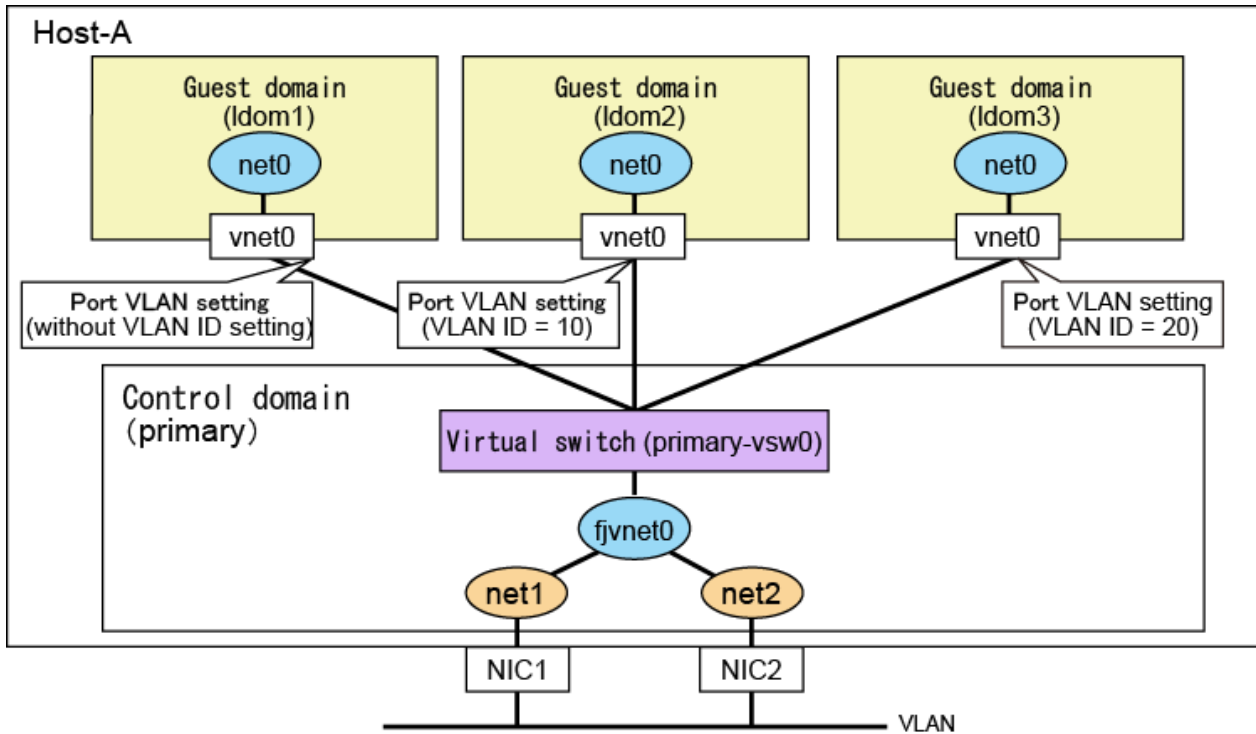 Host-A
Guest domain
(ldom1)
net0
vnet0
Guest domain
(ldom2)
net0
vnet0
Guest domain
(ldom3)
net0
vnet0
Port VLAN setting
(without VLAN ID setting)
Port VLAN setting
(VLAN ID = 10)
Port VLAN setting
(VLAN ID = 20)
Control domain
(primary)
Virtual switch (primary-vsw0)
fjvnet0
net1
net2
NIC1
NIC2
VLAN